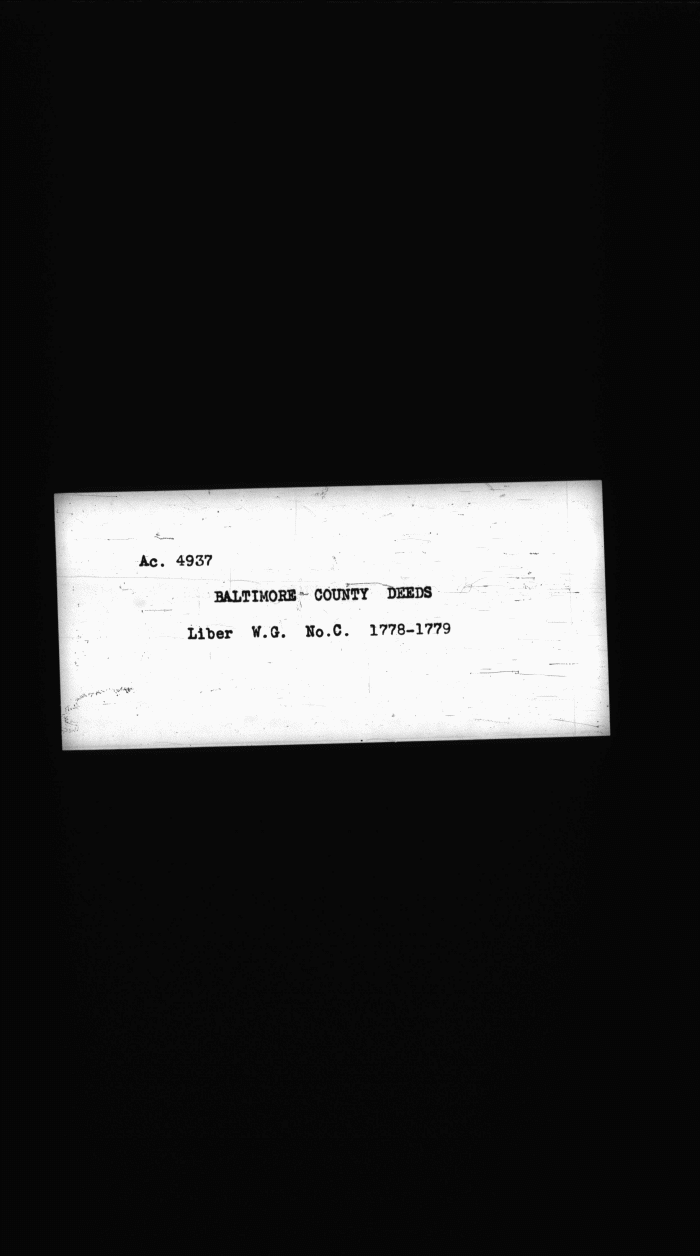 Ac. 4937
BALTIMORE COUNTY DEEDS
Liber W.G. No.C. 1778-1779